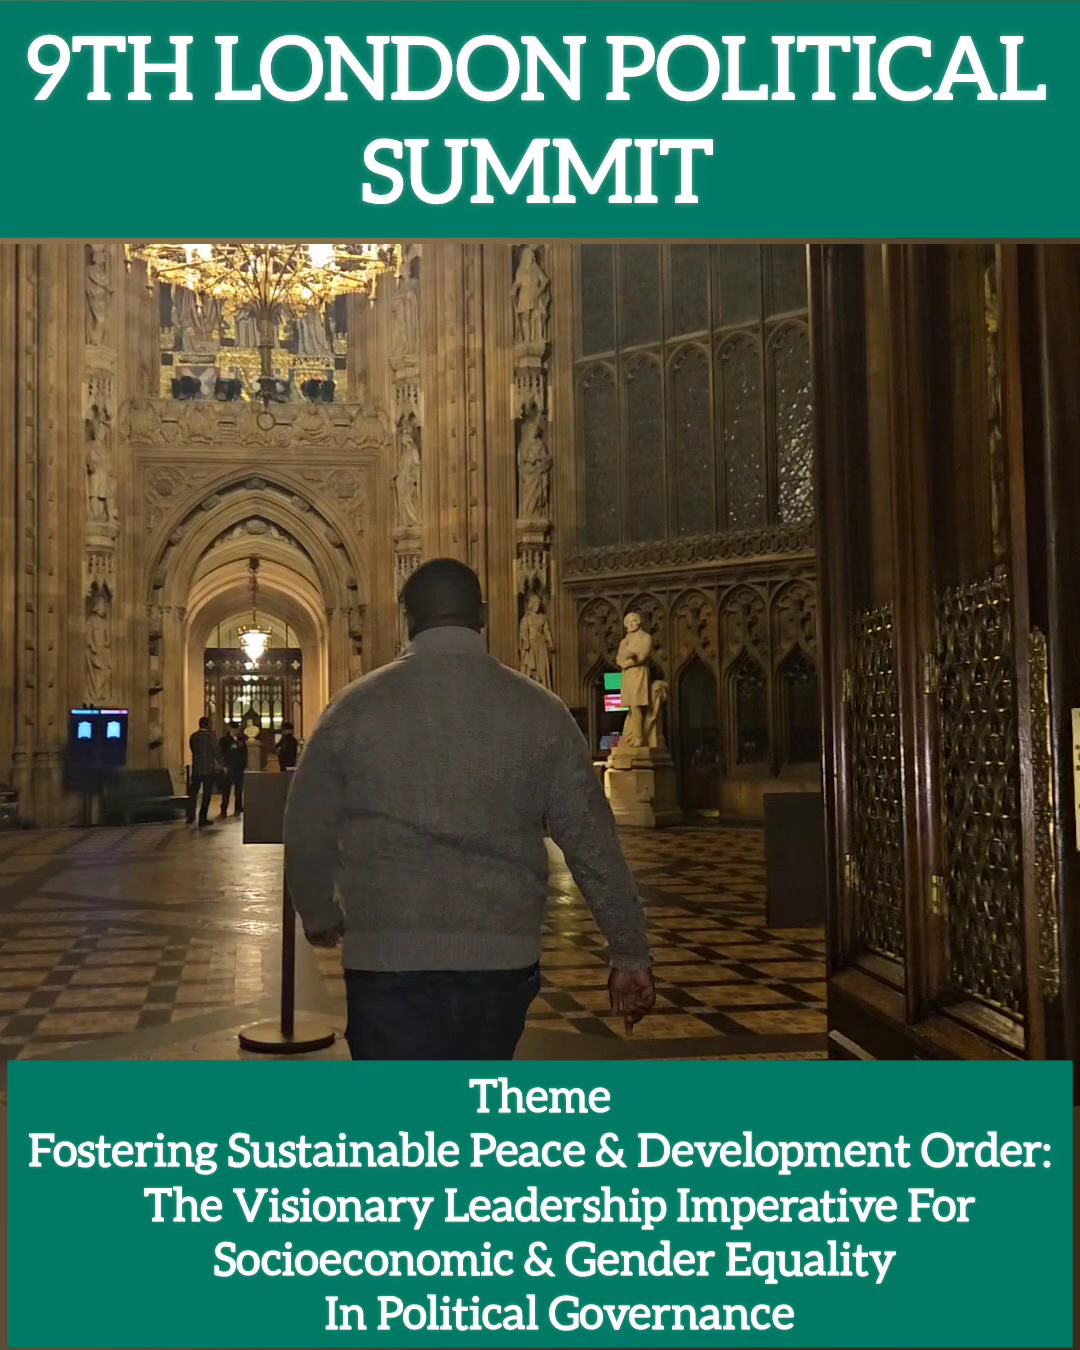 9TH LONDON POLITICAL
SUMMIT
Theme
Fostering Sustainable Peace & Development Order:
The Visionary Leadership Imperative For
Socioeconomic & Gender Equality
In Political Governance